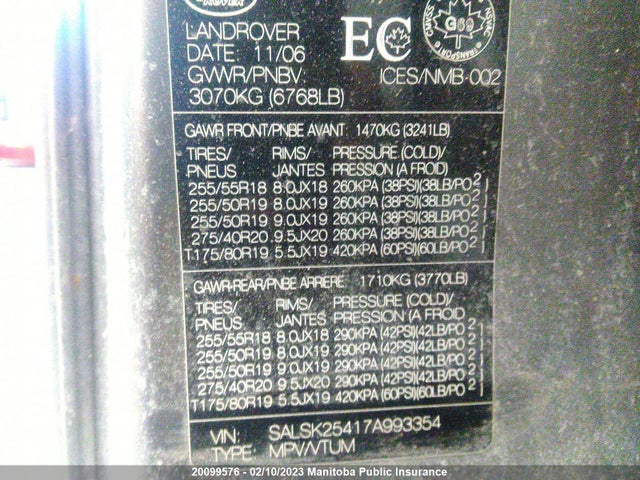 ROVER
LANDROVER
DATE: 11/06
GVWR/PNBV:
3070KG (6768LB)
EC
G69
TRANSPORT
ICES/NMB-002
GAWR FRONT/PNBE AVANT: 1470KG (3241LB)
TIRES/ RIMS/ PRESSURE (COLD)/
PNEUS JANTES PRESSION (A FROID)
255/55R18 8.0JX18 260KPA (38PSI)(38LB/PO2)
255/50R19 8.0JX19 260KPA (38PSI)(38LB/PO2)
255/50R19 9.0JX19 260KPA (38PSI)(38LB/PO2)
275/40R20 9.5JX20 260KPA (38PSI)(38LB/PO2)
T175/80R19 5.5JX19 420KPA (60PSI)(60LB/PO2)
GAWR-REAR/PNBE ARRIERE: 1710KG (3770LB)
TIRES/ RIMS/ PRESSURE (COLD)/
PNEUS JANTES PRESSION (A FROID
255/55R18 8.0JX18 290KPA (42PSI)(42LB/PO2)
255/50R19 8.0JX19 290KPA (42PSI)(42LB/PO2)
255/50R19 9.0JX19 290KPA (42PSI)(42LB/PO2)
275/40R20 9.5JX20 290KPA (42PSI)(42LB/PO2)
T175/80R19 5.5JX19 420KPA (60PSI)(60LB/PO2)
VIN: SALSK25417A993354
TYPE: MPV/VTUM
20099576 - 02/10/2023 Manitoba Public Insurance